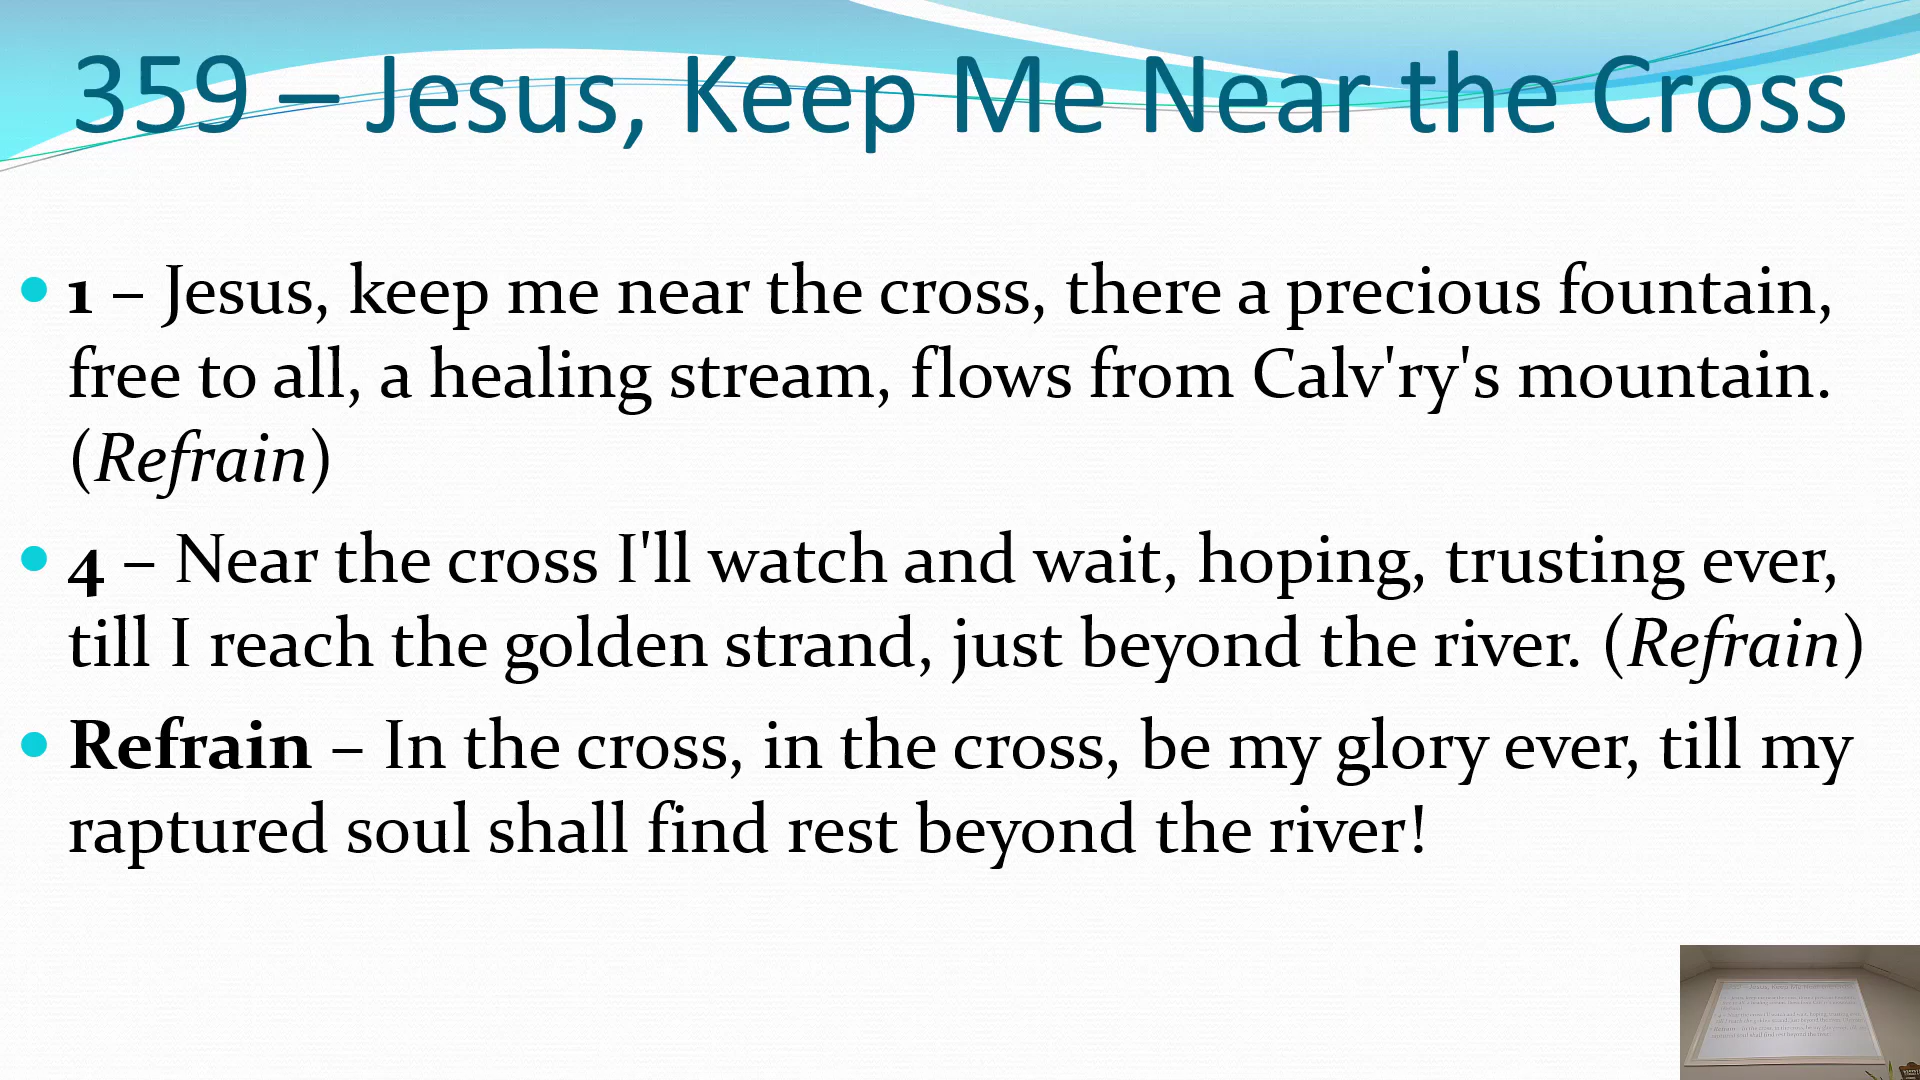 359 – Jesus, Keep Me Near the Cross
1 – Jesus, keep me near the cross, there a precious fountain,
free to all, a healing stream, flows from Calv'ry's mountain.
(Refrain)
4 – Near the cross I'll watch and wait, hoping, trusting ever,
till I reach the golden strand, just beyond the river. (Refrain)
Refrain – In the cross, in the cross, be my glory ever, till my
raptured soul shall find rest beyond the river!